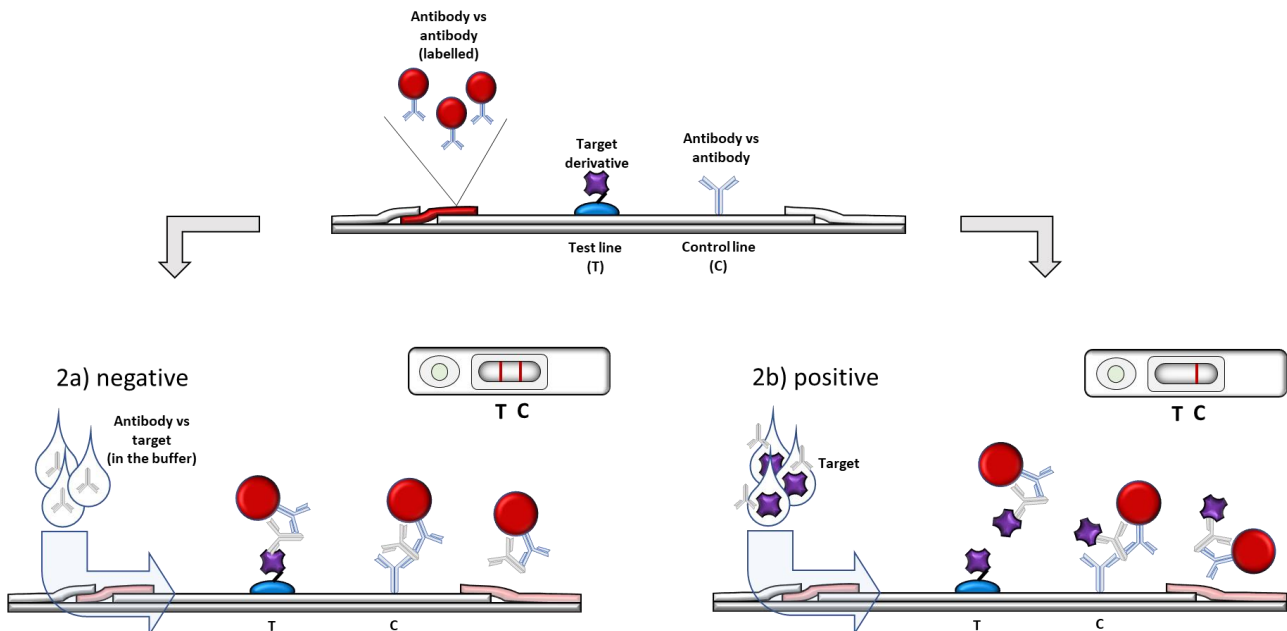 Antibody vs
antibody
(labelled)
Target
derivative
Antibody vs
antibody
Test line
(T)
Control line
(C)
2a) negative
T C
Antibody vs
target
(in the buffer)
T
C
2b) positive
T C
Target
T
C